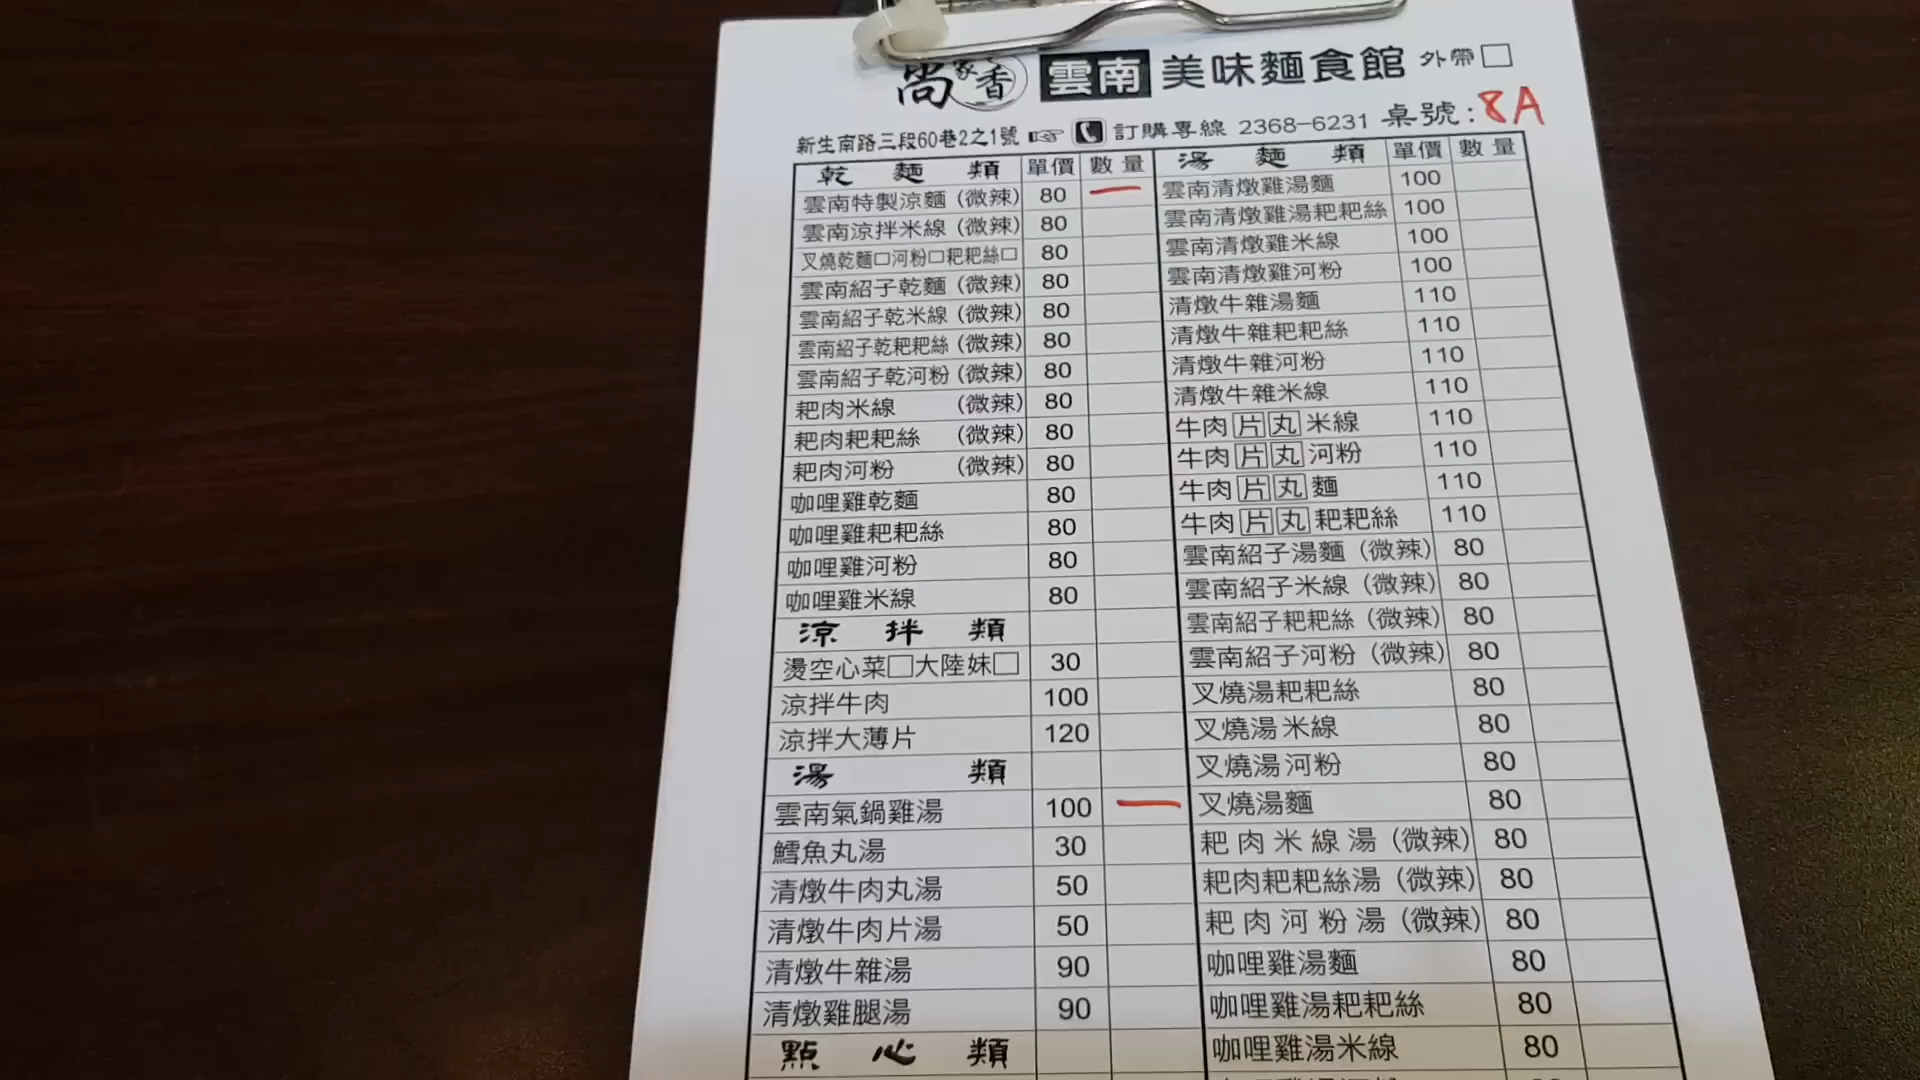 尚家香 雲南 美味麵食館 外帶□
新生南路三段60巷2之1號 訂購專線 2368-6231 桌號:8A
乾麵類 單價 數量
雲南特製涼麵(微辣) 80 一
雲南涼拌米線(微辣) 80
叉燒乾麵□河粉□粑粑絲□ 80
雲南紹子乾麵(微辣) 80
雲南紹子乾米線(微辣) 80
雲南紹子乾粑粑絲(微辣) 80
雲南紹子乾河粉(微辣) 80
粑肉米線 (微辣) 80
粑肉粑粑絲 (微辣) 80
粑肉河粉 (微辣) 80
咖哩雞乾麵 80
咖哩雞粑粑絲 80
咖哩雞河粉 80
咖哩雞米線 80
涼拌類
燙空心菜□大陸妹□ 30
涼拌牛肉 100
涼拌大薄片 120
湯類
雲南氣鍋雞湯 100 一
鱈魚丸湯 30
清燉牛肉丸湯 50
清燉牛肉片湯 50
清燉牛雜湯 90
清燉雞腿湯 90
點心類
湯麵類 單價 數量
雲南清燉雞湯麵 100
雲南清燉雞湯粑粑絲 100
雲南清燉雞米線 100
雲南清燉雞河粉 100
清燉牛雜湯麵 110
清燉牛雜粑粑絲 110
清燉牛雜河粉 110
清燉牛雜米線 110
牛肉片丸米線 110
牛肉片丸河粉 110
牛肉片丸麵 110
牛肉片丸粑粑絲 110
雲南紹子湯麵(微辣) 80
雲南紹子米線(微辣) 80
雲南紹子粑粑絲(微辣) 80
雲南紹子河粉(微辣) 80
叉燒湯粑粑絲 80
叉燒湯米線 80
叉燒湯河粉 80
叉燒湯麵 80
粑肉米線湯(微辣) 80
粑肉粑粑絲湯(微辣) 80
粑肉河粉湯(微辣) 80
咖哩雞湯麵 80
咖哩雞湯粑粑絲 80
咖哩雞湯米線 80